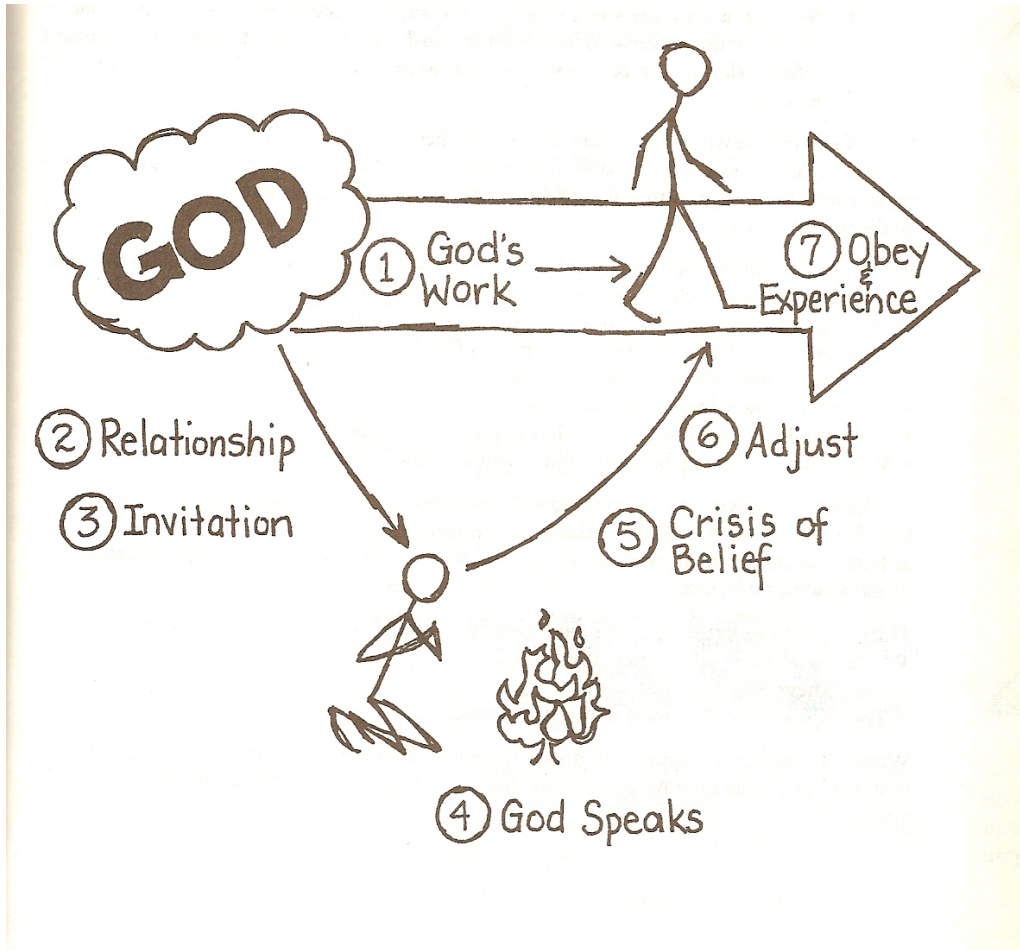 GOD
1 God's
Work
7 Obey
&
Experience
2 Relationship
3 Invitation
6 Adjust
5 Crisis of
Belief
4 God Speaks